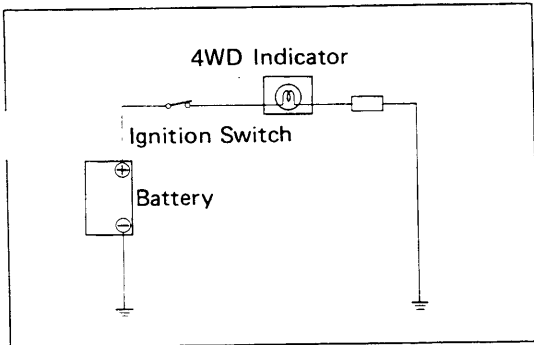 4WD Indicator
Ignition Switch
+
Battery
−